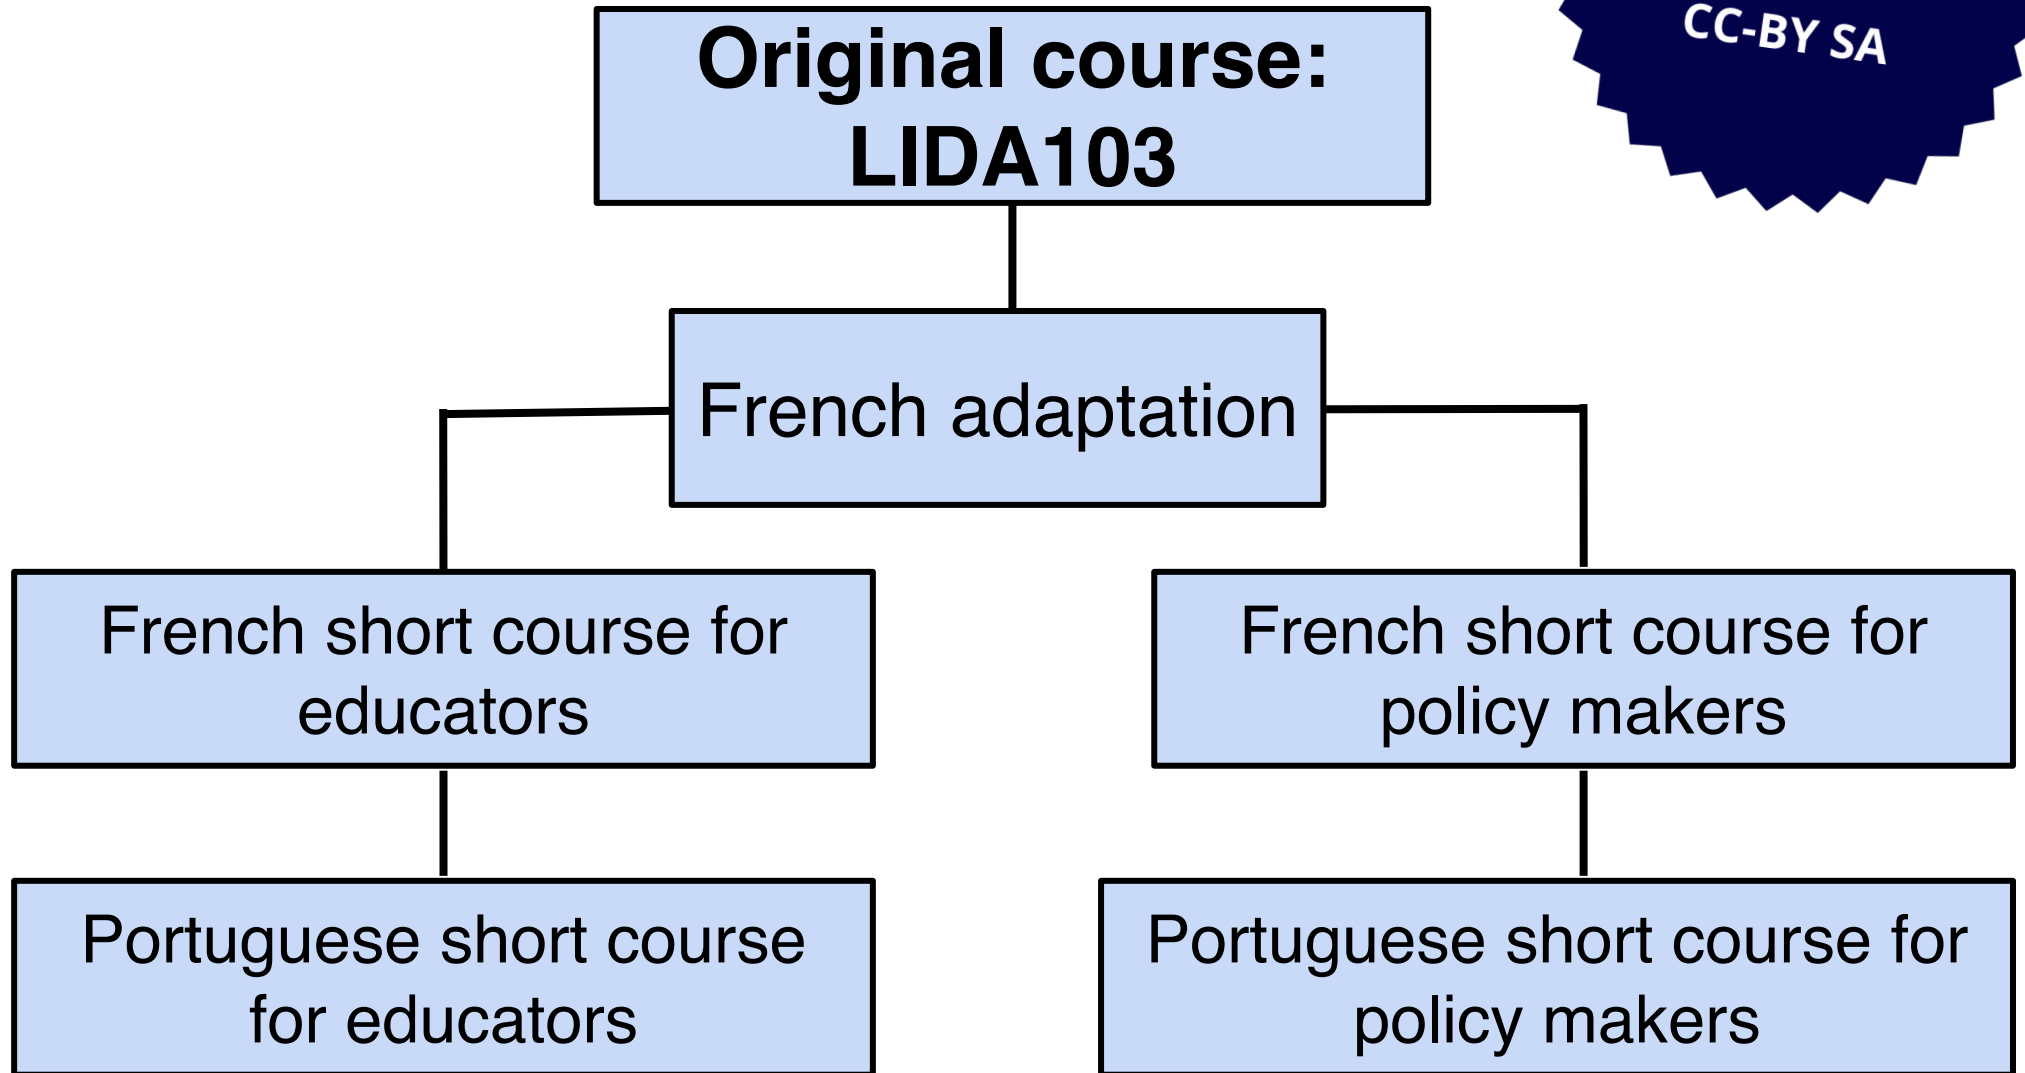 Original course:
LIDA103
CC-BY SA
French adaptation
French short course for
educators
French short course for
policy makers
Portuguese short course
for educators
Portuguese short course for
policy makers